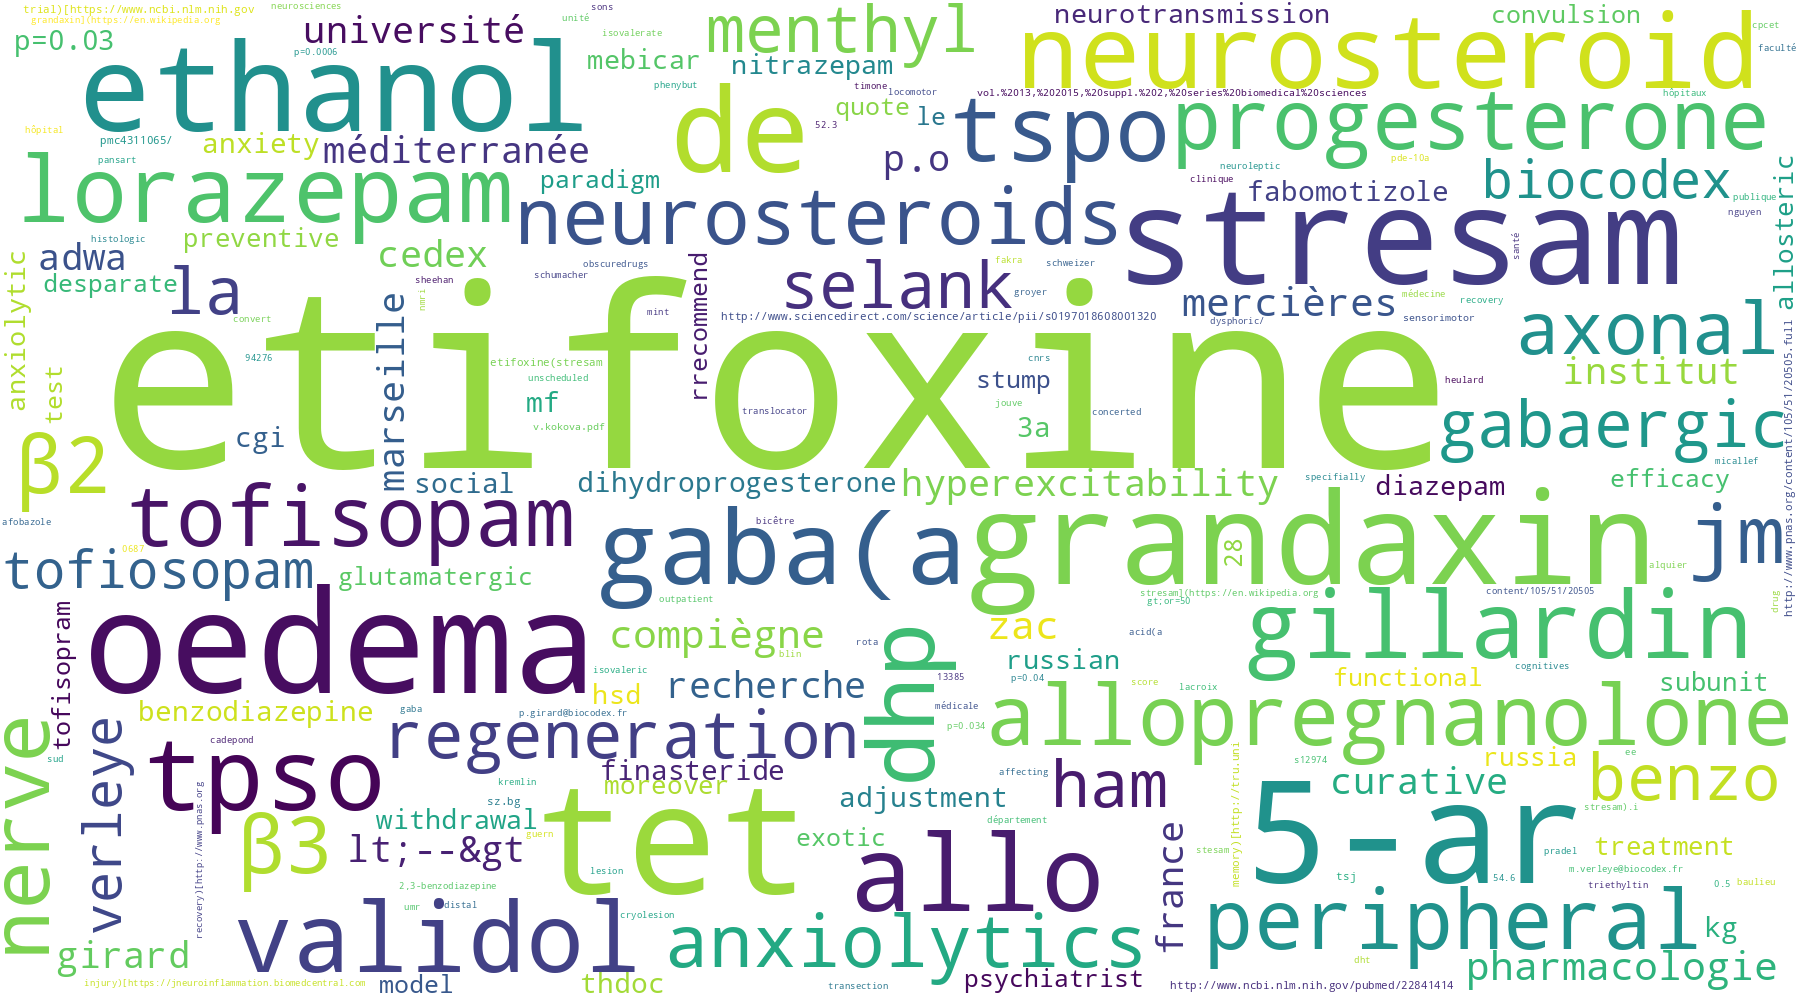 trial)[https://www.ncbi.nlm.nih.gov
neurosciences
sons
grandaxin](https://en.wikipedia.org
unité
neurotransmission
convulsion
cpcet
p=0.03
université
isovalerate
menthyl
neurosteroid
faculté
p=0.0006
mebicar
nitrazepam
ethanol
phenybut
timone
locomotor
vol.%2013,%202015,%20suppl.%202,%20series%20biomedical%20sciences
hôpitaux
de
quote
le
tspo
progesterone
hôpital
52.3
pmc4311065/
anxiety
méditerranée
p.o
pde-10a
pansart
neuroleptic
lorazepam
paradigm
clinique
fabomotizole
biocodex
publique
allosteric
neurosteroids
stresam
nguyen
histologic
preventive
adwa
cedex
santé
obscuredrugs
fakra
schweizer
schumacher
desparate
la
sheehan
mint
rrecommend
selank
groyer
mercières
médecine
recovery
anxiolytic
nmri
convert
http://www.sciencedirect.com/science/article/pii/s0197018608001320
dysphoric/
sensorimotor
axonal
marseille
94276
etifoxine
etifoxine(stresam
cnrs
unscheduled
stump
heulard
institut
test
mf
translocator
jouve
concerted
http://www.pnas.org/content/105/51/20505.full
cgi
v.kokova.pdf
3a
gabaergic
β2
micallef
social
dihydroprogesterone
hyperexcitability
specifially
diazepam
efficacy
tofisopam
afobazole
bicêtre
gaba(a
grandaxin
jm
0687
28
tofiosopam
glutamatergic
alquier
outpatient
stresaml(https://en.wikipedia.org
gt;or=50
content/105/51/20505
drug
oedema
tofisopram
compiègne
zac
acid(a
gillardin
rota
blin
dhp
russian
cognitives
isovaleric
p=0.04
hsd
recherche
13385
score
lacroix
functional
subunit
benzodiazepine
gaba
p.girard@biocodex.fr
médicale
nerve
verleye
regeneration
p=0.034
allopregnanolone
cadepond
tpso
sud
finasteride
affecting
memory)[http://tru.uni
s12974
russia
ee
kremlin
moreover
ham
curative
benzo
recovery)[http://www.pnas.org
sz.bg
adjustment
5-ar
withdrawal
tet
département
stresam).i
β3
lt;--&gt
guern
exotic
france
stesam
pradel
treatment
lesion
allo
tsj
54.6
m.verleye@biocodex.fr
2,3-benzodiazepine
triethyltin
0.5
baulieu
umr
distal
validol
cryolesion
peripheral
kg
girard
anxiolytics
dht
pharmacologie
injury)[https://jneuroinflammation.biomedcentral.com
model
thdoc
transection
psychiatrist
http://www.ncbi.nlm.nih.gov/pubmed/22841414